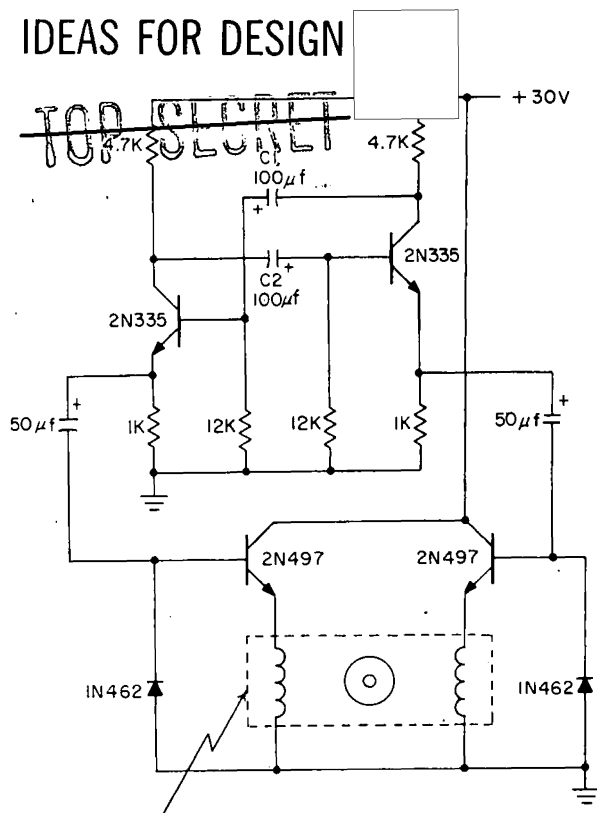 IDEAS FOR DESIGN
TOP SECRET
+30V
4.7K
4.7K
C1
100μf
+
2N335
C2 +
100μf
2N335
+
50μf
1K
12K
12K
1K
+
50μf
2N497
2N497
1N462
1N462